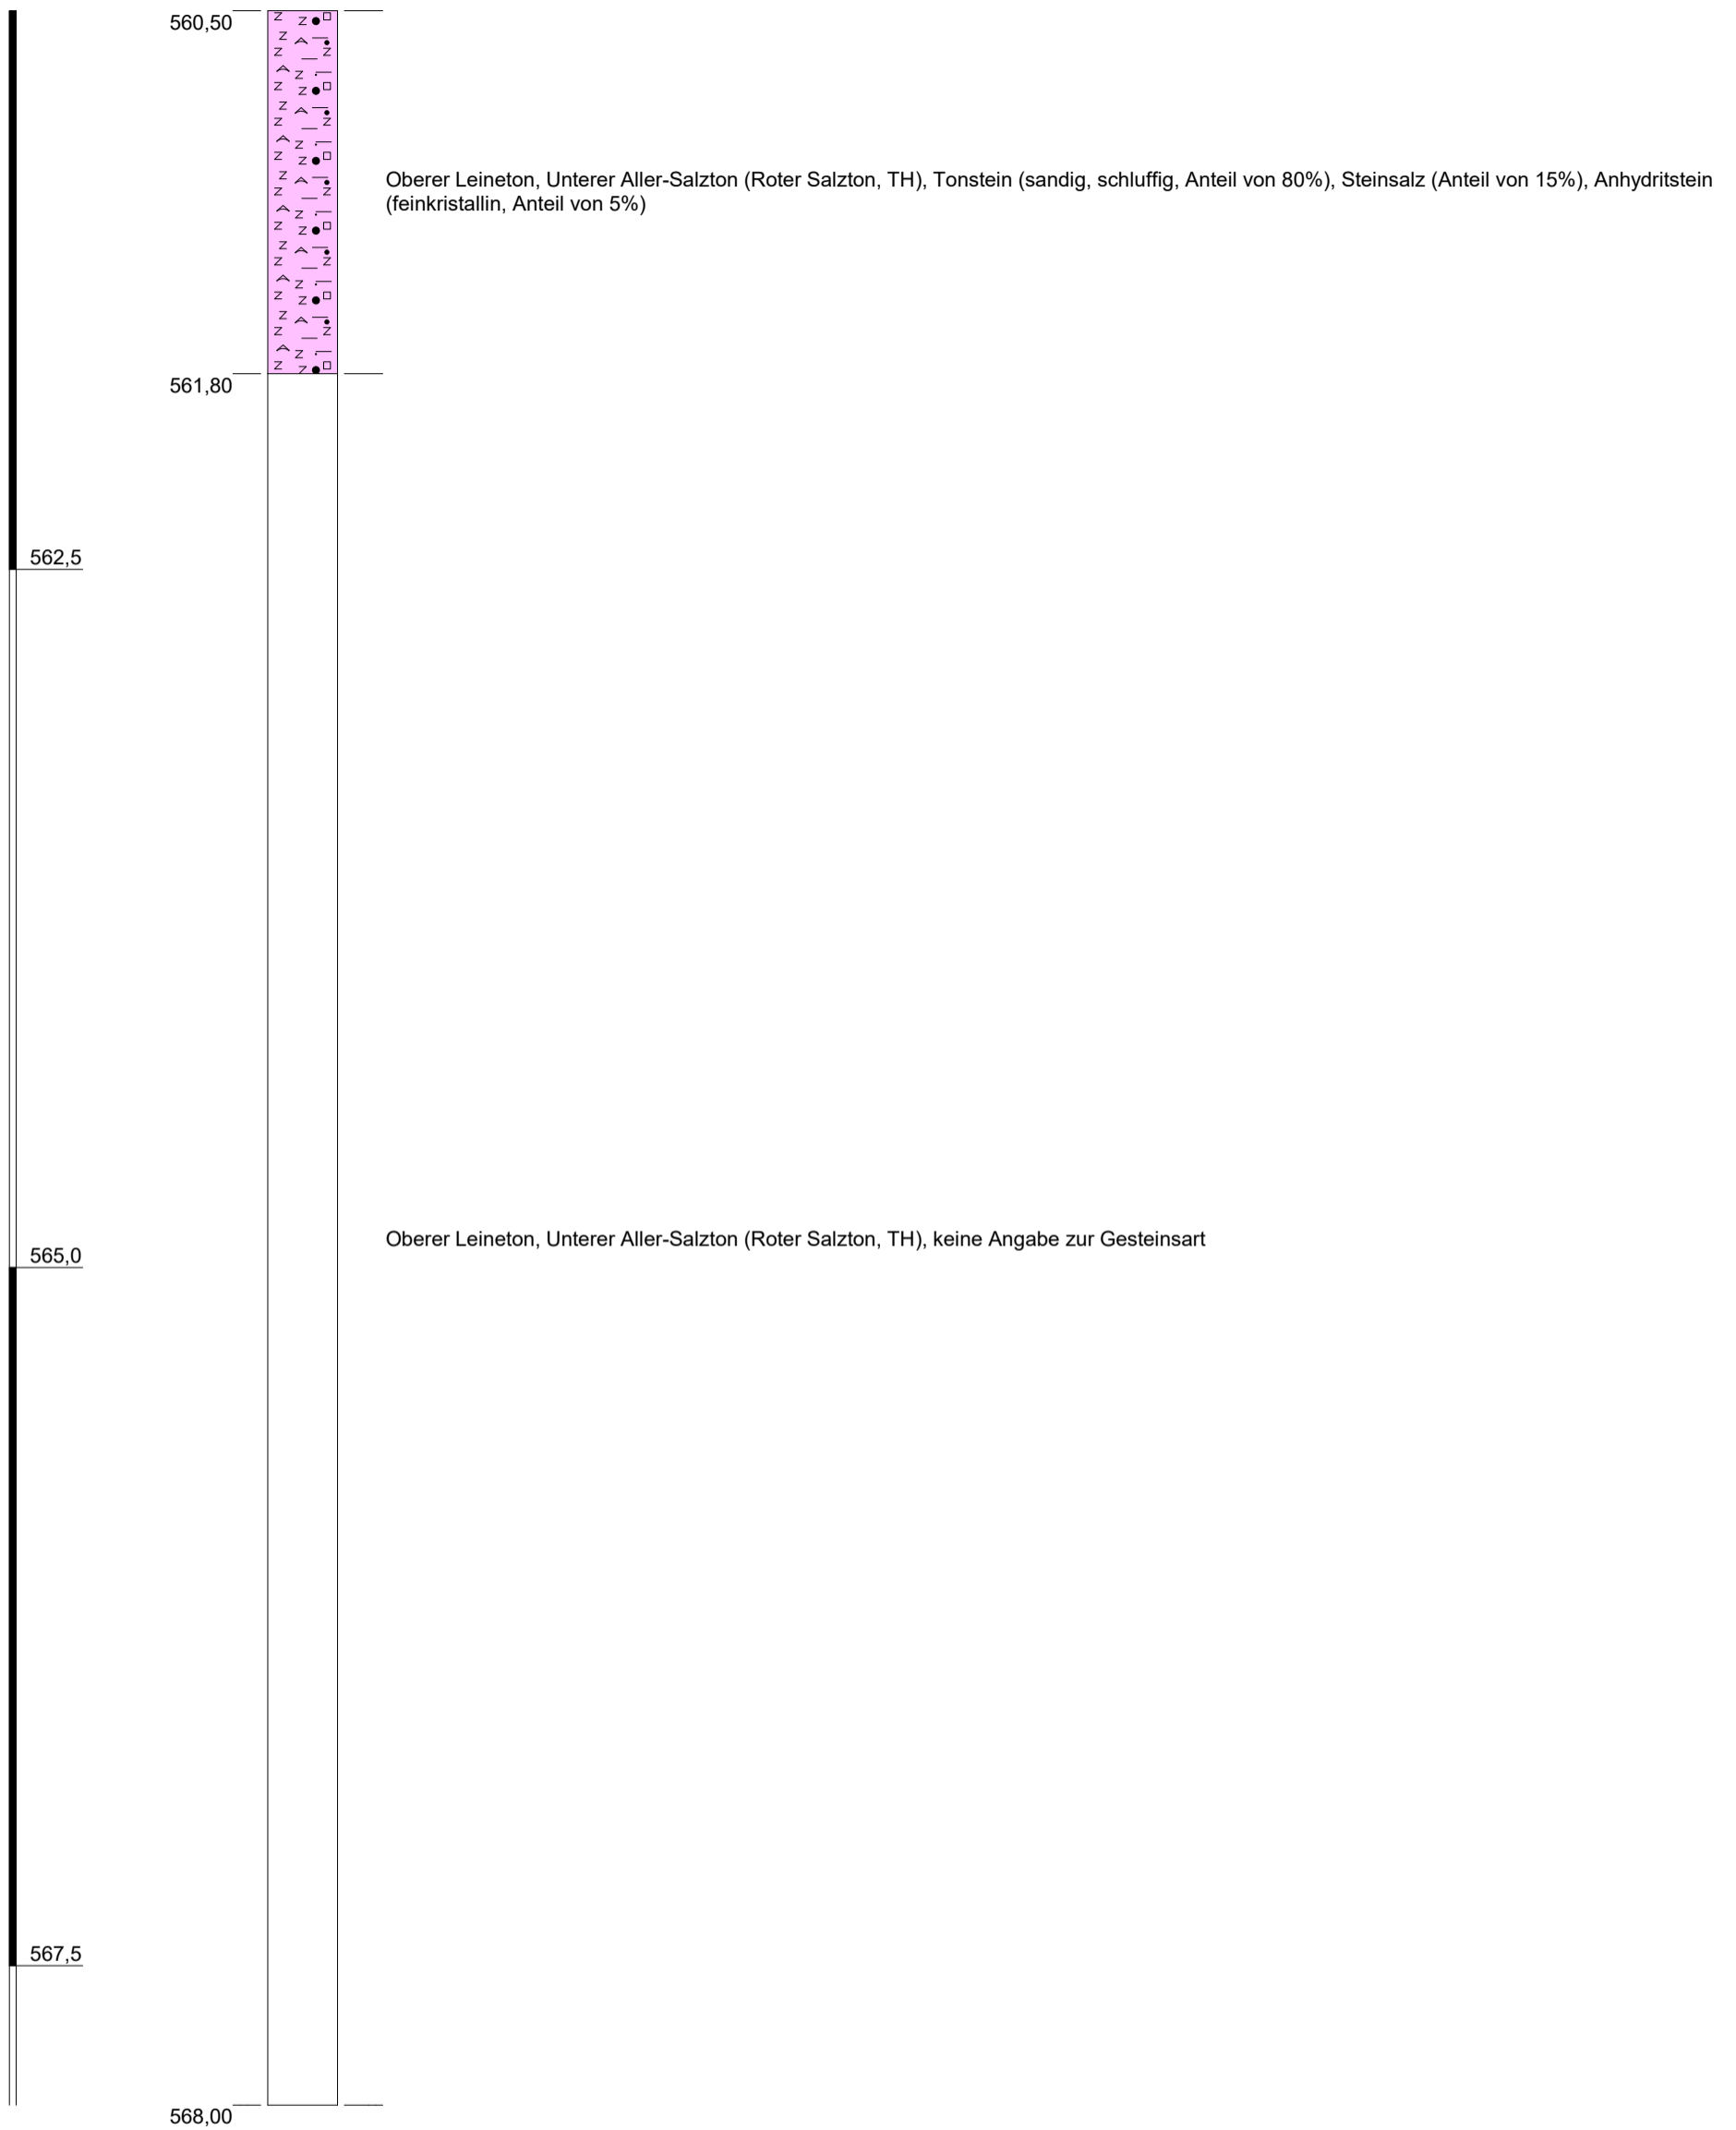 560,50
Oberer Leineton, Unterer Aller-Salzton (Roter Salzton, TH), Tonstein (sandig, schluffig, Anteil von 80%), Steinsalz (Anteil von 15%), Anhydritstein
(feinkristallin, Anteil von 5%)
561,80
562,5
Oberer Leineton, Unterer Aller-Salzton (Roter Salzton, TH), keine Angabe zur Gesteinsart
565,0
567,5
568,00